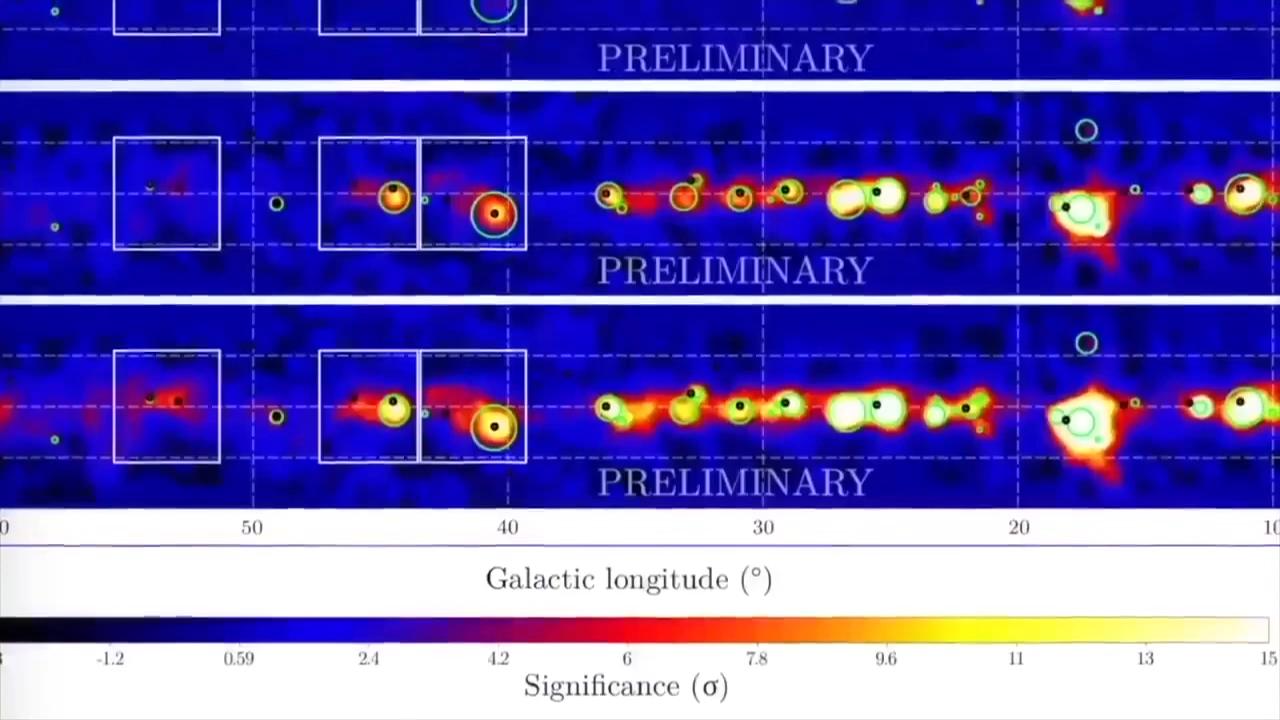 PRELIMINARY
PRELIMINARY
PRELIMINARY
50 40 30 20
Galactic longitude (°)
-1.2 0.59 2.4 4.2 6 7.8 9.6 11 13 15
Significance (σ)